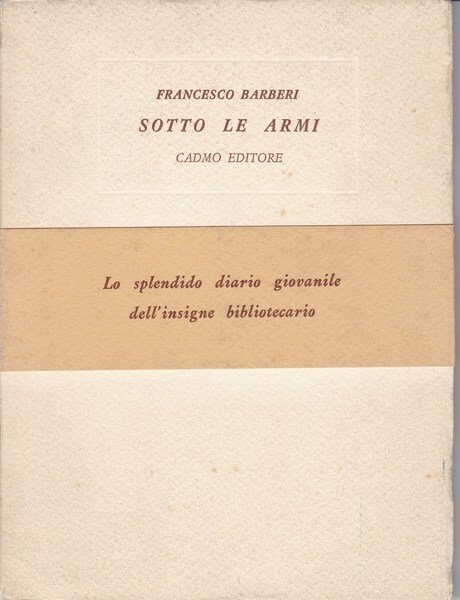 FRANCESCO BARBERI
SOTTO LE ARMI
CADMO EDITORE
Lo splendido diario giovanile
dell'insigne bibliotecario